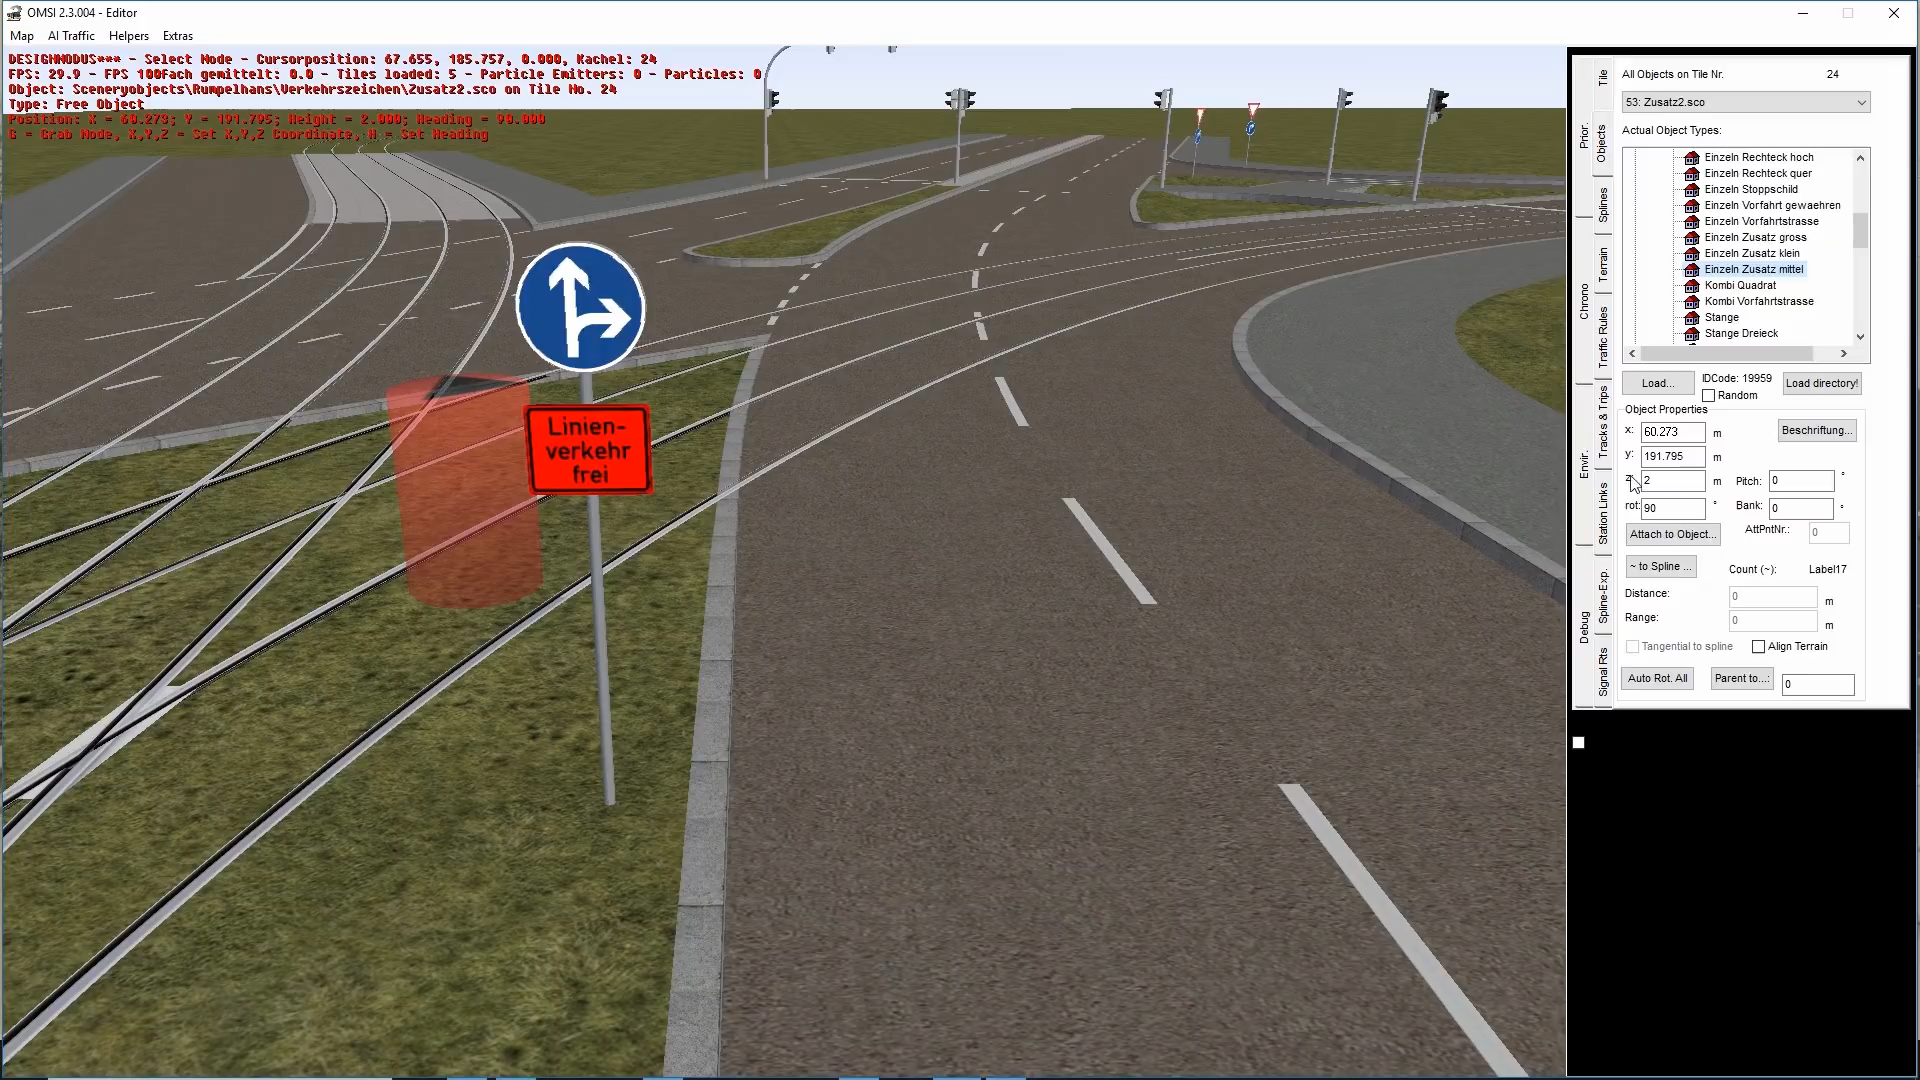 OMSI 2.3.004 - Editor
Map AI Traffic Helpers Extras
DESIGNMODUS*** - Select Mode - Cursorposition: 67.655, 185.757, 0.000, Kachel: 24
FPS: 29.9 - FPS 100fach gemittelt: 0.0 - Tiles loaded: 5 - Particle Emitters: 0 - Particles: 0
Object: Sceneryobjects\Rumpelhans\Verkehrszeichen\Zusatz2.sco on Tile No. 24
Type: Free Object
Position: X = 60.273; Y = 191.795; Height = 2.000; Heading = 90.000
G = Grab Node, X,Y,Z = Set X,Y,Z Coordinate, H = Set Heading
Linien-
verkehr
frei
Tile
Objects
Splines
Terrain
Traffic Rules
Tracks & Trips
Station Links
Spline-Exp.
Signal Rts
Prior.
Chrono
Envir.
Debug
All Objects on Tile Nr. 24
53: Zusatz2.sco
Actual Object Types:
Einzeln Rechteck hoch
Einzeln Rechteck quer
Einzeln Stoppschild
Einzeln Vorfahrt gewaehren
Einzeln Vorfahrtstrasse
Einzeln Zusatz gross
Einzeln Zusatz klein
Einzeln Zusatz mittel
Kombi Quadrat
Kombi Vorfahrtstrasse
Stange
Stange Dreieck
Load... IDCode: 19959 Load directory!
Random
Object Properties
x: 60.273 m Beschriftung...
y: 191.795 m
z: 2 m Pitch: 0 °
rot: 90 ° Bank: 0 °
Attach to Object... AttPntNr.: 0
~ to Spline ... Count (~): Label17
Distance: 0 m
Range: 0 m
Tangential to spline Align Terrain
Auto Rot. All Parent to...: 0